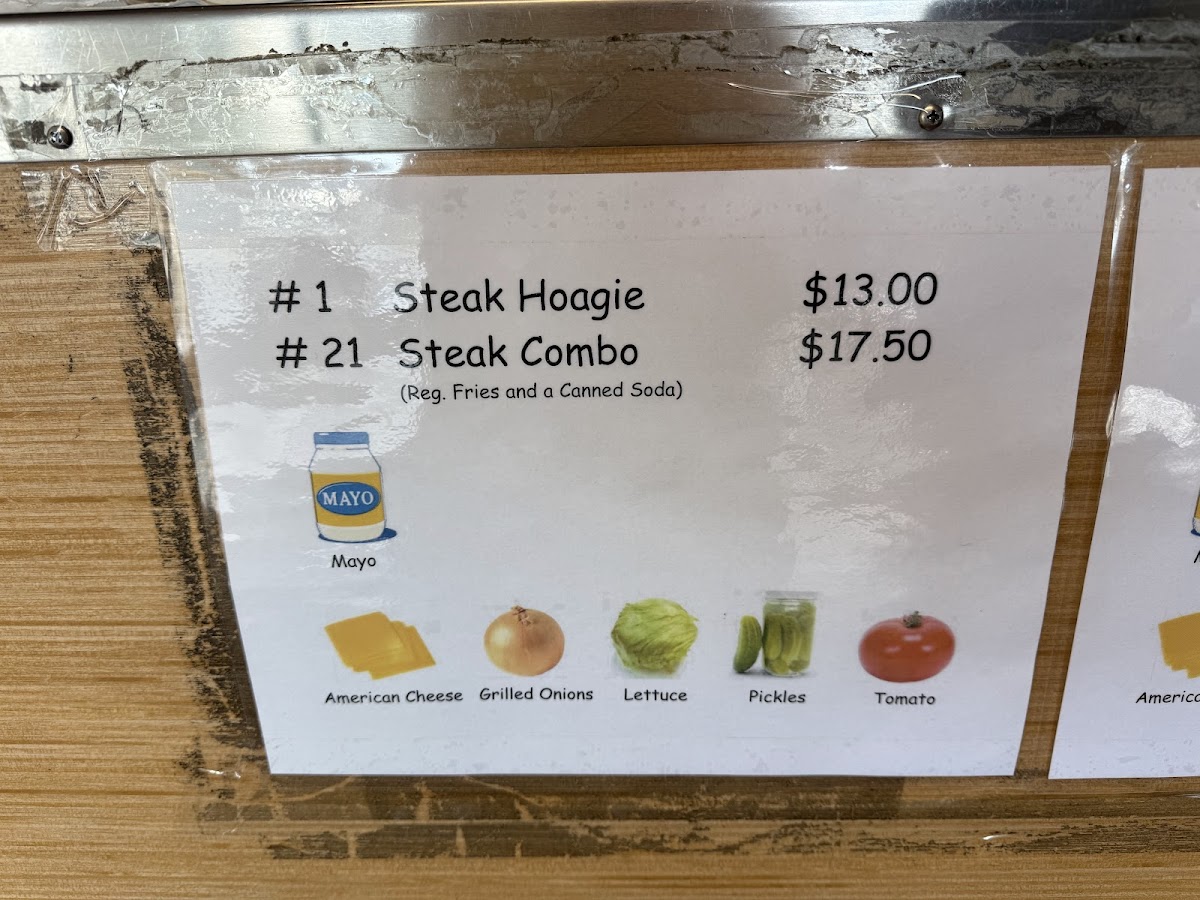 # 1 Steak Hoagie $13.00
# 21 Steak Combo $17.50
(Reg. Fries and a Canned Soda)
MAYO
Mayo
American Cheese Grilled Onions Lettuce Pickles Tomato